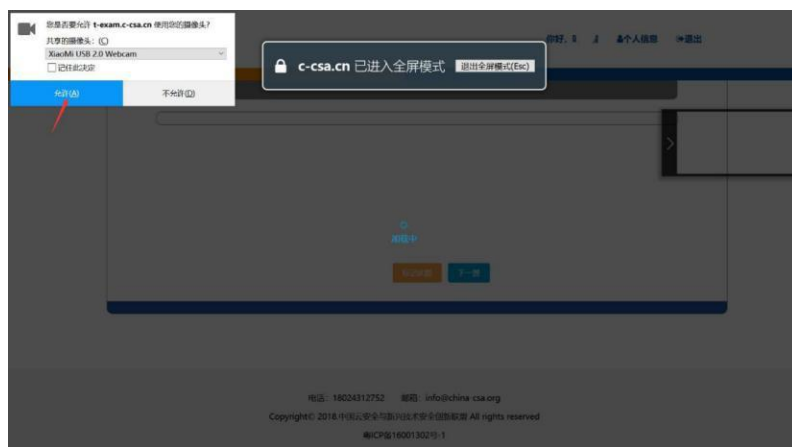 您是否要允许 t-exam.c-csa.cn 使用您的摄像头?
共享的摄像头: (C)
XiaoMi USB 2.0 Webcam
记住此决定
允许(A)
不允许(D)
你好,
个人信息
退出
c-csa.cn 已进入全屏模式
退出全屏模式(Esc)
加载中
下一题
电话: 18024312752 邮箱: info@china-csa.org
Copyright© 2018 中国云安全与新兴技术安全创新联盟 All rights reserved
粤ICP备16001302号-1